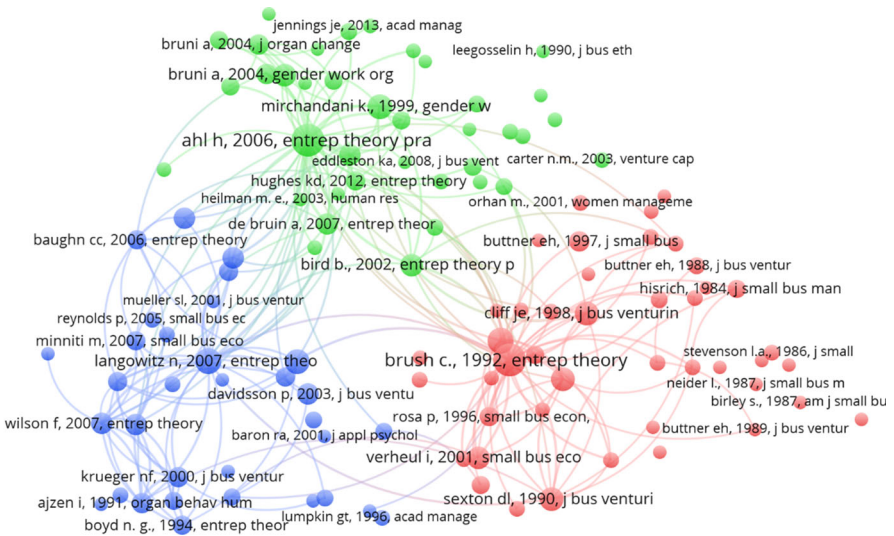 jennings je, 2013, acad manag
bruni a, 2004, j organ change
leegosselin h, 1990, j bus eth
bruni a, 2004, gender work org
mirchandani k., 1999, gender w
ahl h, 2006, entrep theory pra
eddleston ka, 2008, j bus vent
carter n.m., 2003, venture cap
hughes kd, 2012, entrep theory
heilman m. e., 2003, human res
orhan m., 2001, women manageme
de bruin a, 2007, entrep theor
baughn cc, 2006, entrep theory
buttner eh, 1997, j small bus
bird b., 2002, entrep theory p
buttner eh, 1988, j bus ventur
hisrich, 1984, j small bus man
mueller sl, 2001, j bus ventur
reynolds p, 2005, small bus ec
cliff je, 1998, j bus venturin
minniti m, 2007, small bus eco
stevenson l.a., 1986, j small
langowitz n, 2007, entrep theo
brush c., 1992, entrep theory
neider l., 1987, j small bus m
davidsson p, 2003, j bus ventu
birley s., 1987, am j small bu
rosa p, 1996, small bus econ,
wilson f, 2007, entrep theory
buttner eh, 1989, j bus ventur
baron ra, 2001, j appl psychol
verheul i, 2001, small bus eco
krueger nf, 2000, j bus ventur
ajzen i, 1991, organ behav hum
sexton dl, 1990, j bus venturi
lumpkin gt, 1996, acad manage
boyd n. g., 1994, entrep theor